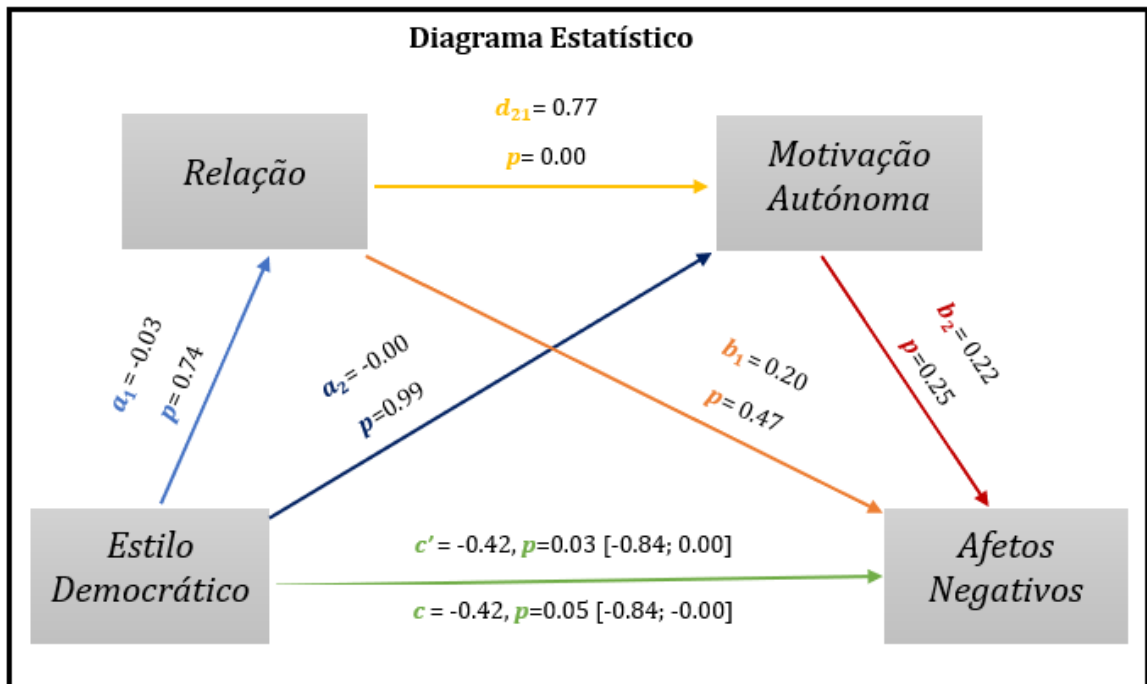 Diagrama Estatístico
d₂₁= 0.77
p= 0.00
Relação
Motivação
Autónoma
a₁ = -0.03
p= 0.74
a₂= -0.00
p=0.99
b₁ = 0.20
p= 0.47
b₂ = 0.22
p=0.25
Estilo
Democrático
c’ = -0.42, p=0.03 [-0.84; 0.00]
c = -0.42, p=0.05 [-0.84; -0.00]
Afetos
Negativos